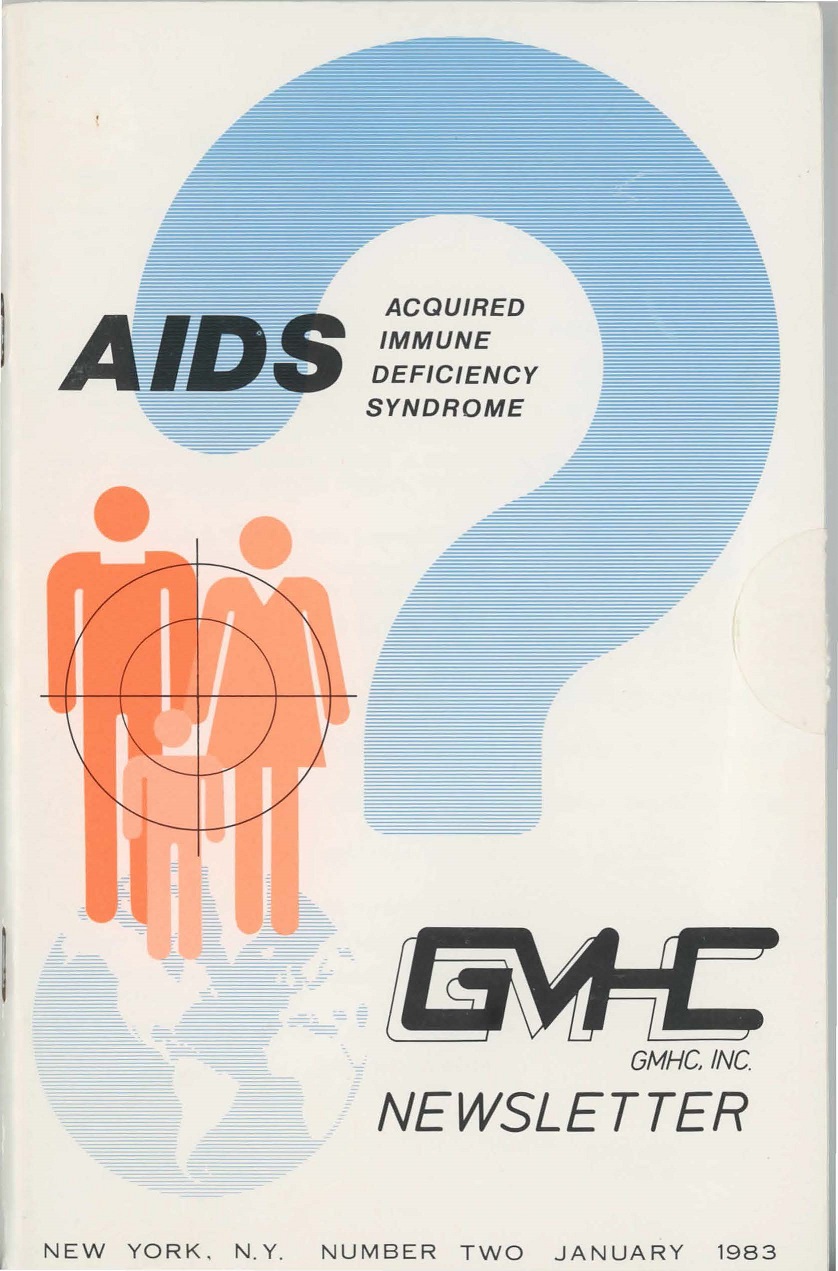 AIDS
ACQUIRED
IMMUNE
DEFICIENCY
SYNDROME
GMHC
GMHC, INC.
NEWSLETTER
NEW YORK, N.Y. NUMBER TWO JANUARY 1983